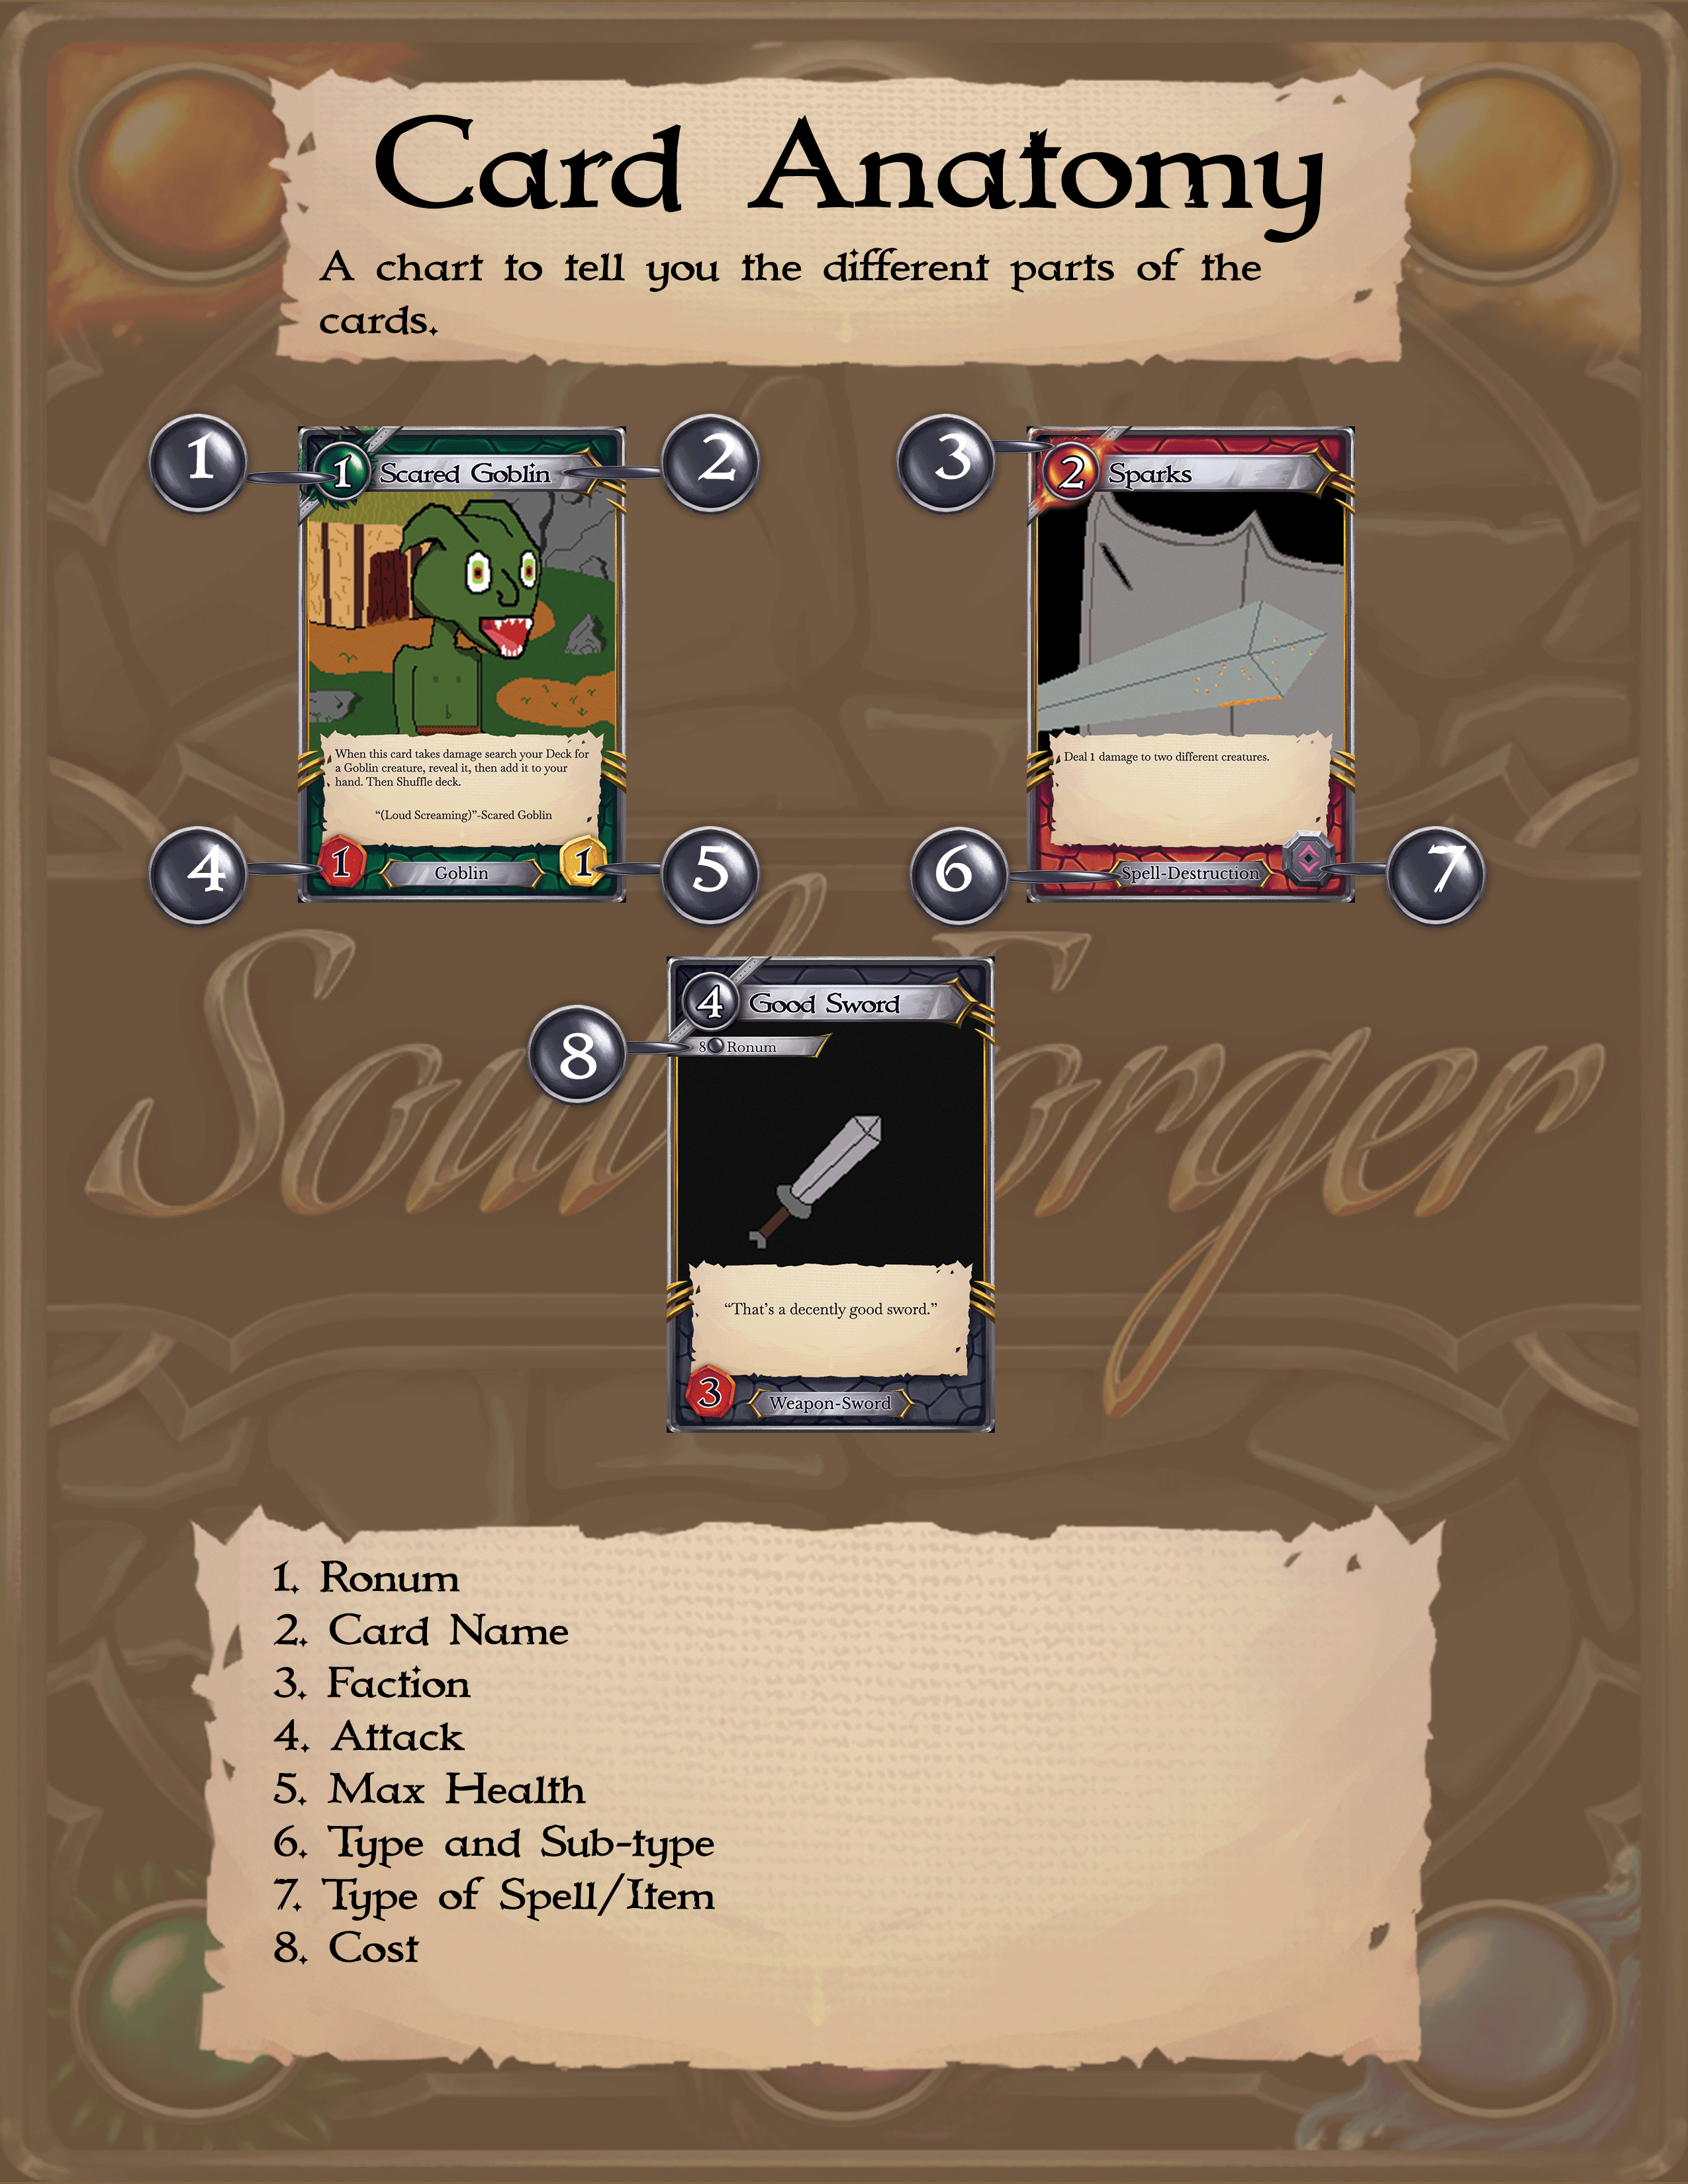 Card Anatomy
A chart to tell you the different parts of the
cards.
1
1
Scared Goblin
2
When this card takes damage search your Deck for
a Goblin creature, reveal it, then add it to your
hand. Then Shuffle deck.
“(Loud Screaming)”-Scared Goblin
4
1
Goblin
1
5
3
2
Sparks
Deal 1 damage to two different creatures.
6
Spell-Destruction
7
Soul Forger
4
Good Sword
8
8 Ronum
“That’s a decently good sword.”
3
Weapon-Sword
1. Ronum
2. Card Name
3. Faction
4. Attack
5. Max Health
6. Type and Sub-type
7. Type of Spell/Item
8. Cost